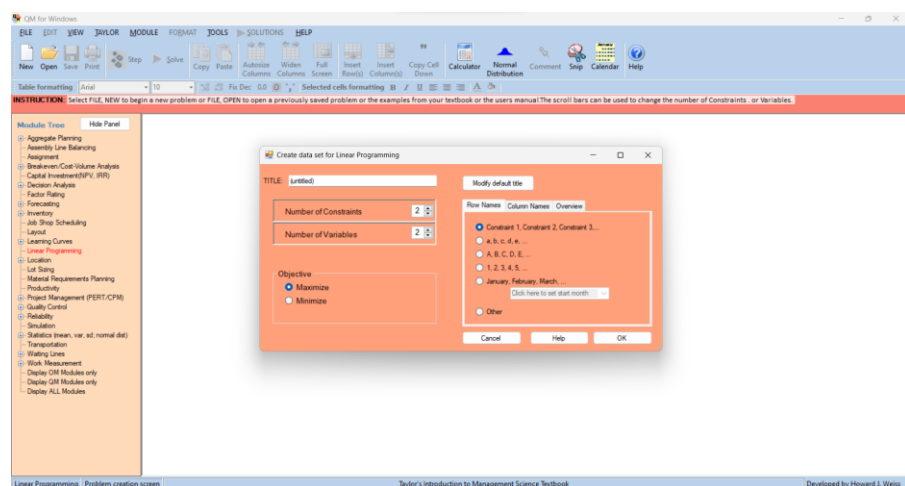 QM for Windows
FILE EDIT VIEW TAYLOR MODULE FORMAT TOOLS SOLUTIONS HELP
New Open Save Print Step Solve Copy Paste Autosize Columns Widen Columns Full Screen Insert Row(s) Insert Column(s) Copy Cell Down Calculator Normal Distribution Comment Snip Calendar Help
Table formatting Arial 10 Fix Dec 0.0 Selected cells formatting B I U
INSTRUCTION: Select FILE, NEW to begin a new problem or FILE, OPEN to open a previously saved problem or the examples from your textbook or the users manual.The scroll bars can be used to change the number of Constraints . or Variables.
Module Tree Hide Panel
Aggregate Planning
Assembly Line Balancing
Assignment
Breakeven/Cost-Volume Analysis
Capital Investment(NPV, IRR)
Decision Analysis
Factor Rating
Forecasting
Inventory
Job Shop Scheduling
Layout
Learning Curves
Linear Programming
Location
Lot Sizing
Material Requirements Planning
Productivity
Project Management (PERT/CPM)
Quality Control
Reliability
Simulation
Statistics (mean, var, sd, normal dist)
Transportation
Waiting Lines
Work Measurement
Display OM Modules only
Display QM Modules only
Display ALL Modules
Create data set for Linear Programming
TITLE: (untitled)
Modify default title
Number of Constraints 2
Number of Variables 2
Objective
Maximize
Minimize
Row Names Column Names Overview
Constraint 1, Constraint 2, Constraint 3,...
a, b, c, d, e, ...
A, B, C, D, E, ...
1, 2, 3, 4, 5, ...
January, February, March, ...
Click here to set start month
Other
Cancel Help OK
Linear Programming Problem creation screen Taylor's Introduction to Management Science Textbook Developed by Howard J. Weiss